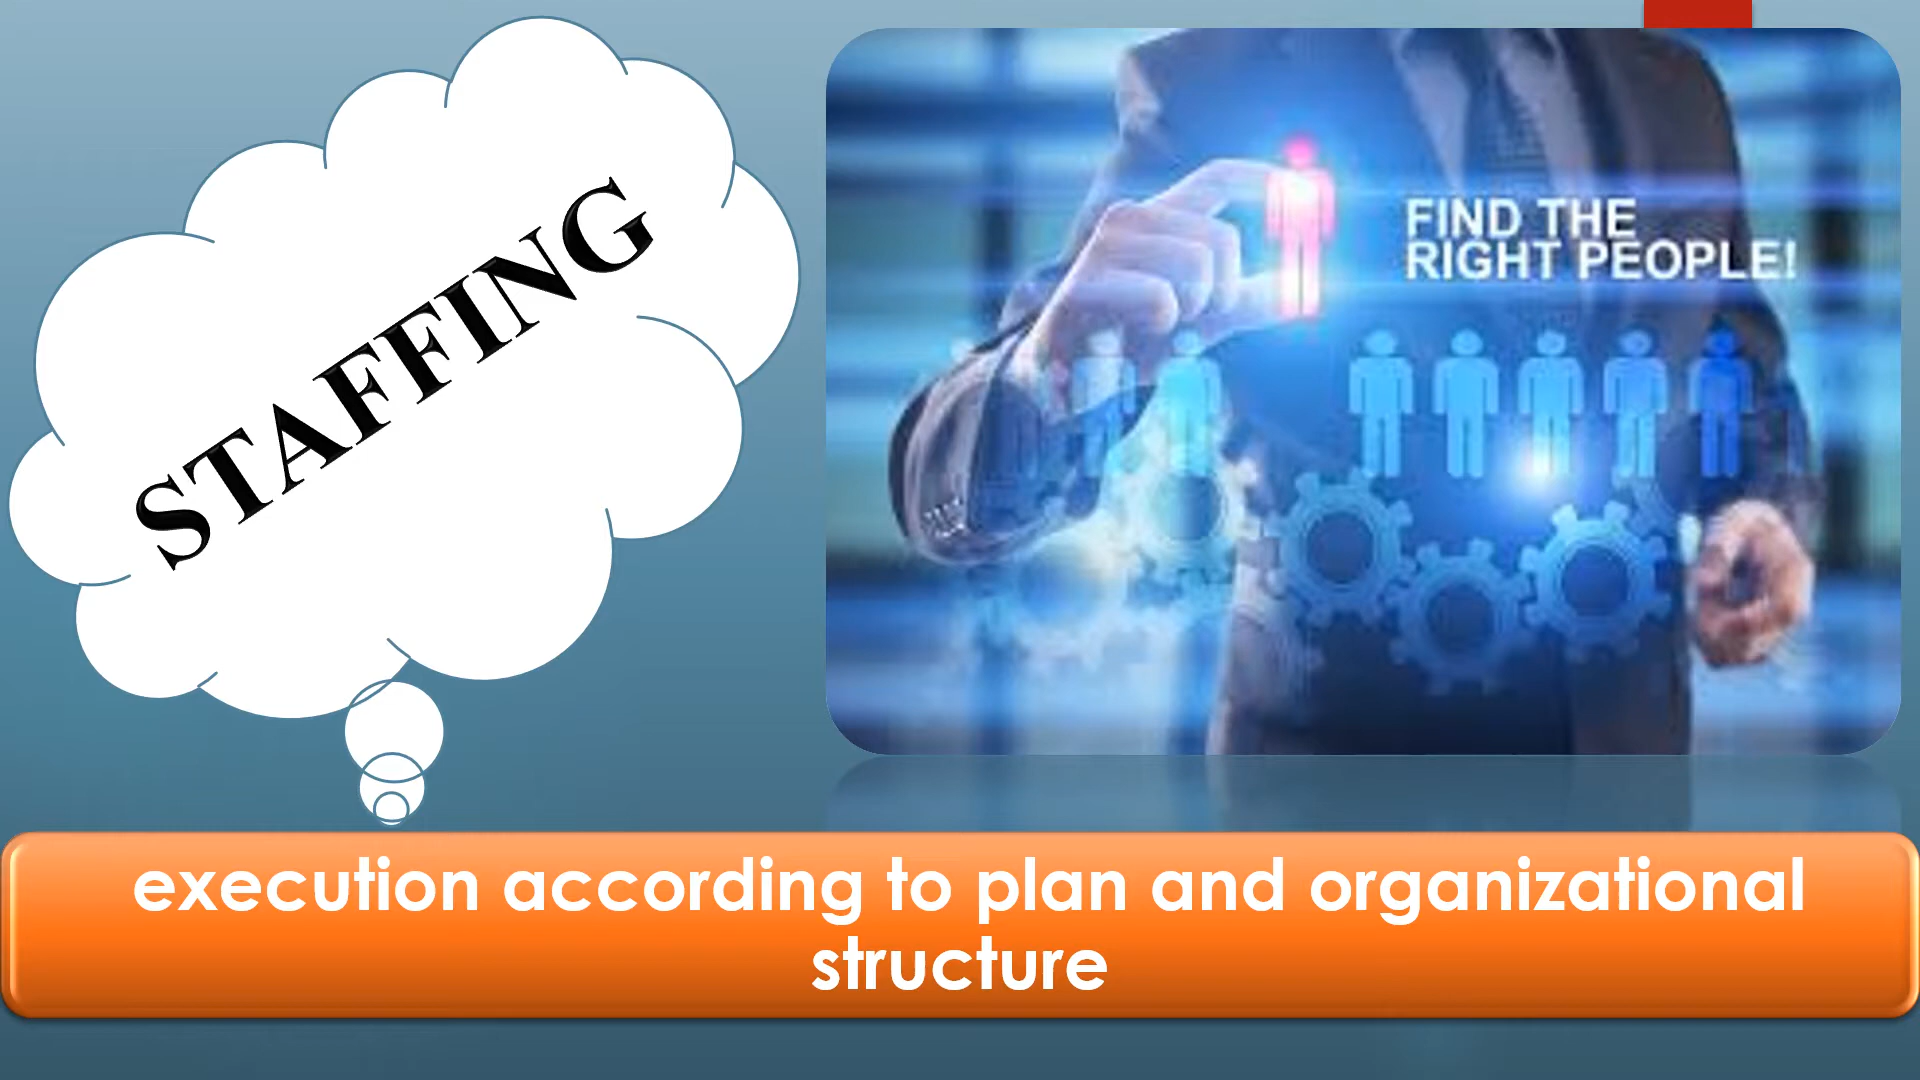 STAFFING
FIND THE
RIGHT PEOPLE!
execution according to plan and organizational
structure